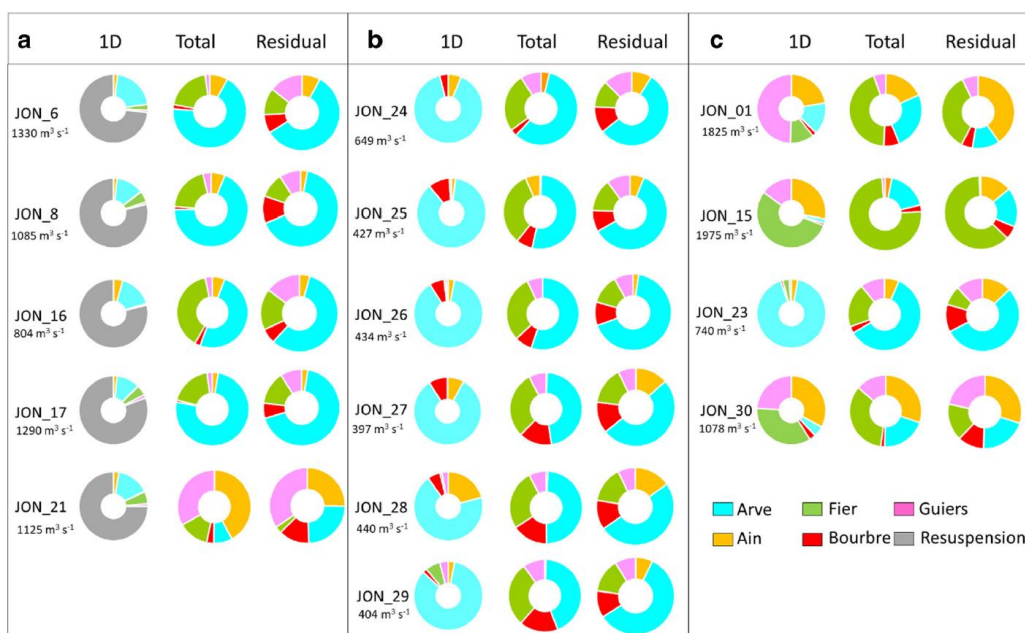 a 1D Total Residual b 1D Total Residual c 1D Total Residual
JON_6
1330 m³ s⁻¹
JON_8
1085 m³ s⁻¹
JON_16
804 m³ s⁻¹
JON_17
1290 m³ s⁻¹
JON_21
1125 m³ s⁻¹
JON_24
649 m³ s⁻¹
JON_25
427 m³ s⁻¹
JON_26
434 m³ s⁻¹
JON_27
397 m³ s⁻¹
JON_28
440 m³ s⁻¹
JON_29
404 m³ s⁻¹
JON_01
1825 m³ s⁻¹
JON_15
1975 m³ s⁻¹
JON_23
740 m³ s⁻¹
JON_30
1078 m³ s⁻¹
Arve Fier Guiers
Ain Bourbre Resuspension